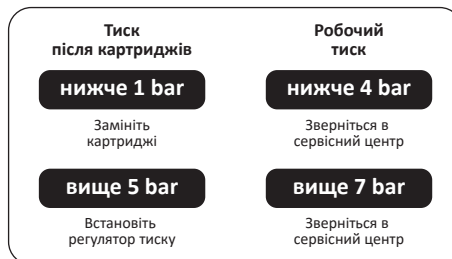 Тиск
після картриджів
нижче 1 bar
Замініть
картриджі
вище 5 bar
Встановіть
регулятор тиску
Робочий
тиск
нижче 4 bar
Зверніться в
сервісний центр
вище 7 bar
Зверніться в
сервісний центр